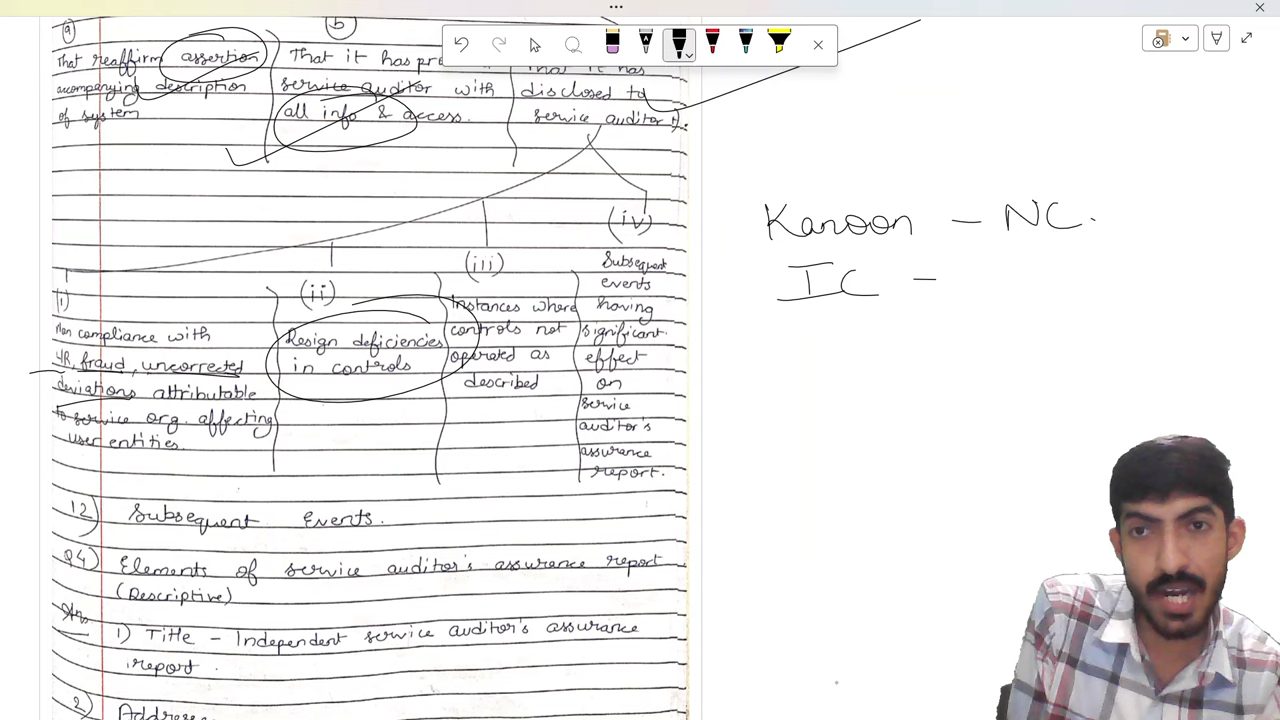 (a)
(b)
That reaffirm assertion
accompanying description
of system
That it has
service auditor with
all info & access.
that it has
disclosed to
service auditor :
(i)
Non compliance with
fraud, uncorrected
deviations attributable
to service org. affecting
user entities.
(ii)
Design deficiencies
in controls
(iii)
Instances where
controls not
operated as
described
(iv)
Subsequent
events
having
significant
effect
on
service
auditor's
assurance
report.
Kanoon - NC.
IC -
12) Subsequent Events.
Q4) Elements of service auditor's assurance report
(Descriptive)
Ans
1) Title - Independent service auditor's assurance
report.
2)